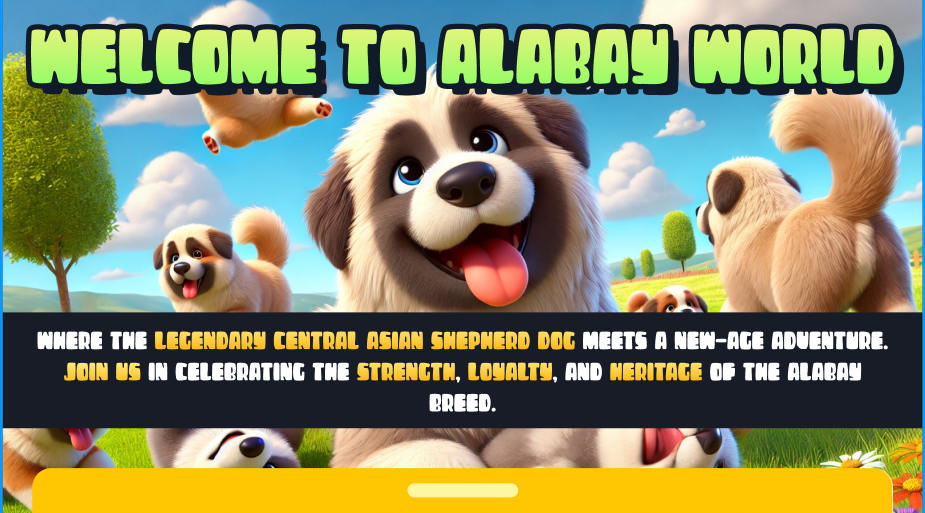 WELCOME TO ALABAY WORLD
WHERE THE LEGENDARY CENTRAL ASIAN SHEPHERD DOG MEETS A NEW-AGE ADVENTURE.
JOIN US IN CELEBRATING THE STRENGTH, LOYALTY, AND HERITAGE OF THE ALABAY
BREED.